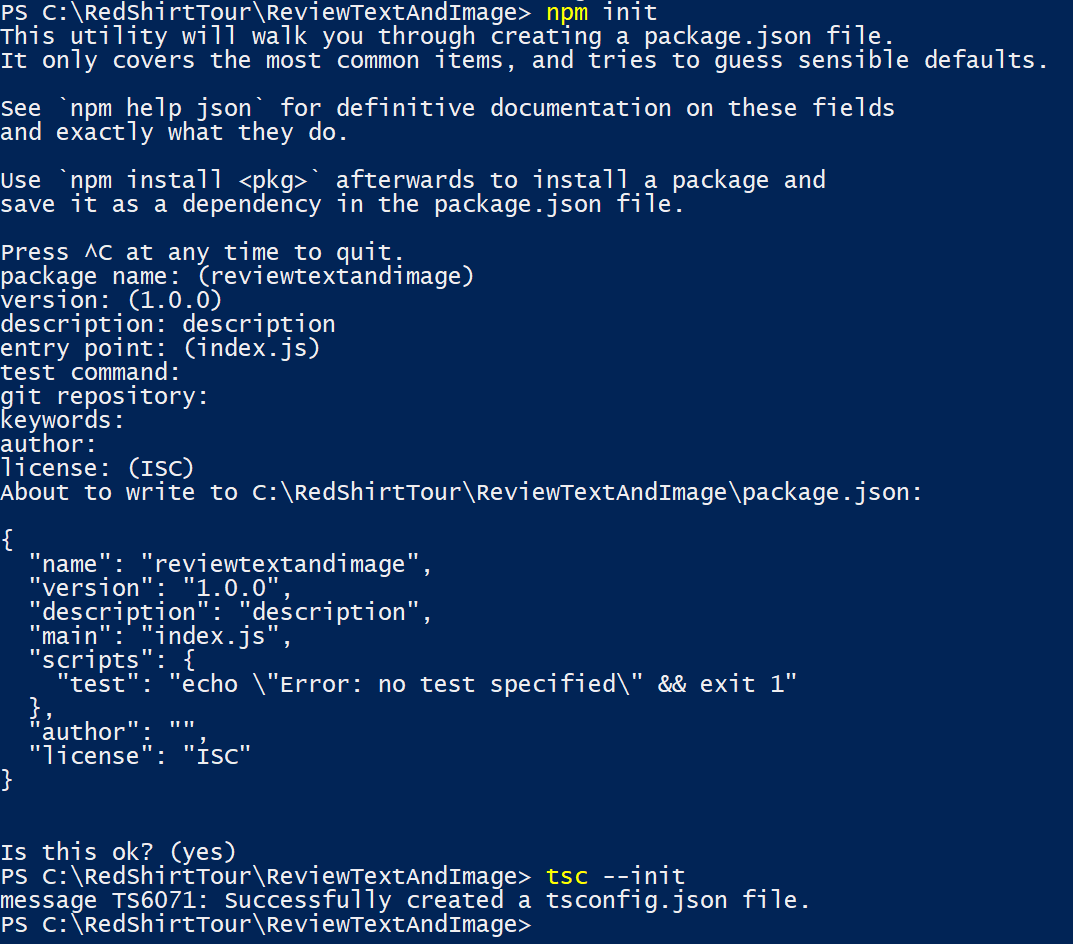 PS C:\RedShirtTour\ReviewTextAndImage> npm init
This utility will walk you through creating a package.json file.
It only covers the most common items, and tries to guess sensible defaults.
See `npm help json` for definitive documentation on these fields
and exactly what they do.
Use `npm install <pkg>` afterwards to install a package and
save it as a dependency in the package.json file.
Press ^C at any time to quit.
package name: (reviewtextandimage)
version: (1.0.0)
description: description
entry point: (index.js)
test command:
git repository:
keywords:
author:
license: (ISC)
About to write to C:\RedShirtTour\ReviewTextAndImage\package.json:
{
  "name": "reviewtextandimage",
  "version": "1.0.0",
  "description": "description",
  "main": "index.js",
  "scripts": {
    "test": "echo \"Error: no test specified\" && exit 1"
  },
  "author": "",
  "license": "ISC"
}
Is this ok? (yes)
PS C:\RedShirtTour\ReviewTextAndImage> tsc --init
message TS6071: Successfully created a tsconfig.json file.
PS C:\RedShirtTour\ReviewTextAndImage>